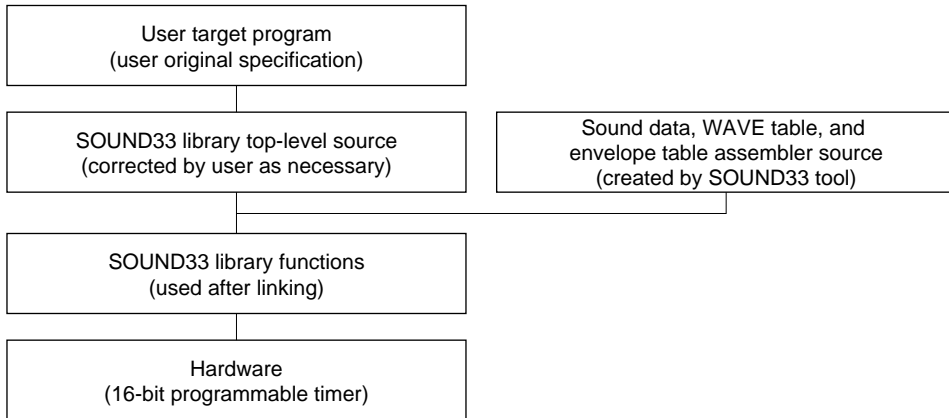 User target program
(user original specification)
SOUND33 library top-level source
(corrected by user as necessary)
Sound data, WAVE table, and
envelope table assembler source
(created by SOUND33 tool)
SOUND33 library functions
(used after linking)
Hardware
(16-bit programmable timer)